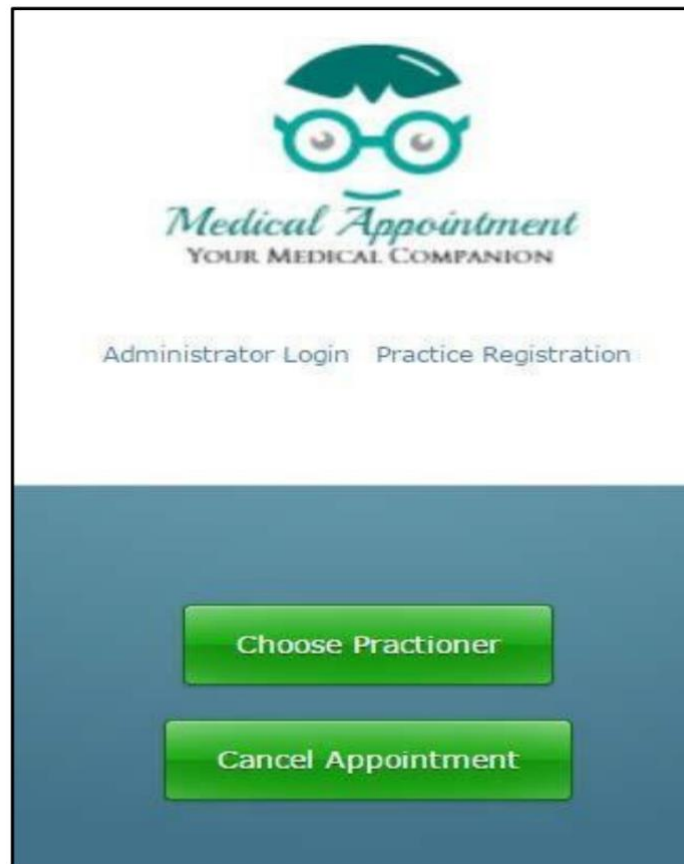 Medical Appointment
YOUR MEDICAL COMPANION
Administrator Login Practice Registration
Choose Practioner
Cancel Appointment